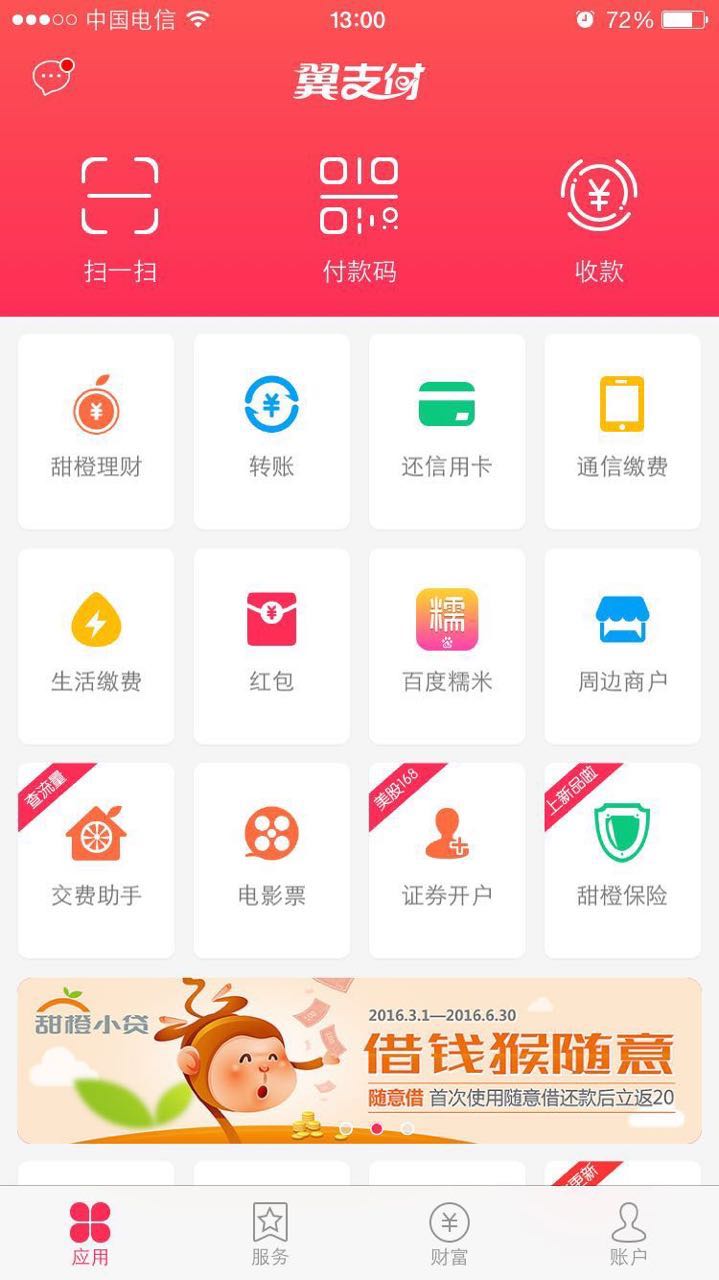 中国电信
13:00
72%
翼支付
扫一扫
付款码
收款
甜橙理财
转账
还信用卡
通信缴费
生活缴费
红包
糯
百度糯米
周边商户
查流量
交费助手
电影票
美股168
证券开户
上新品啦
甜橙保险
甜橙小贷
2016.3.1—2016.6.30
借钱猴随意
随意借 首次使用随意借还款后立返20
更新
应用
服务
财富
账户